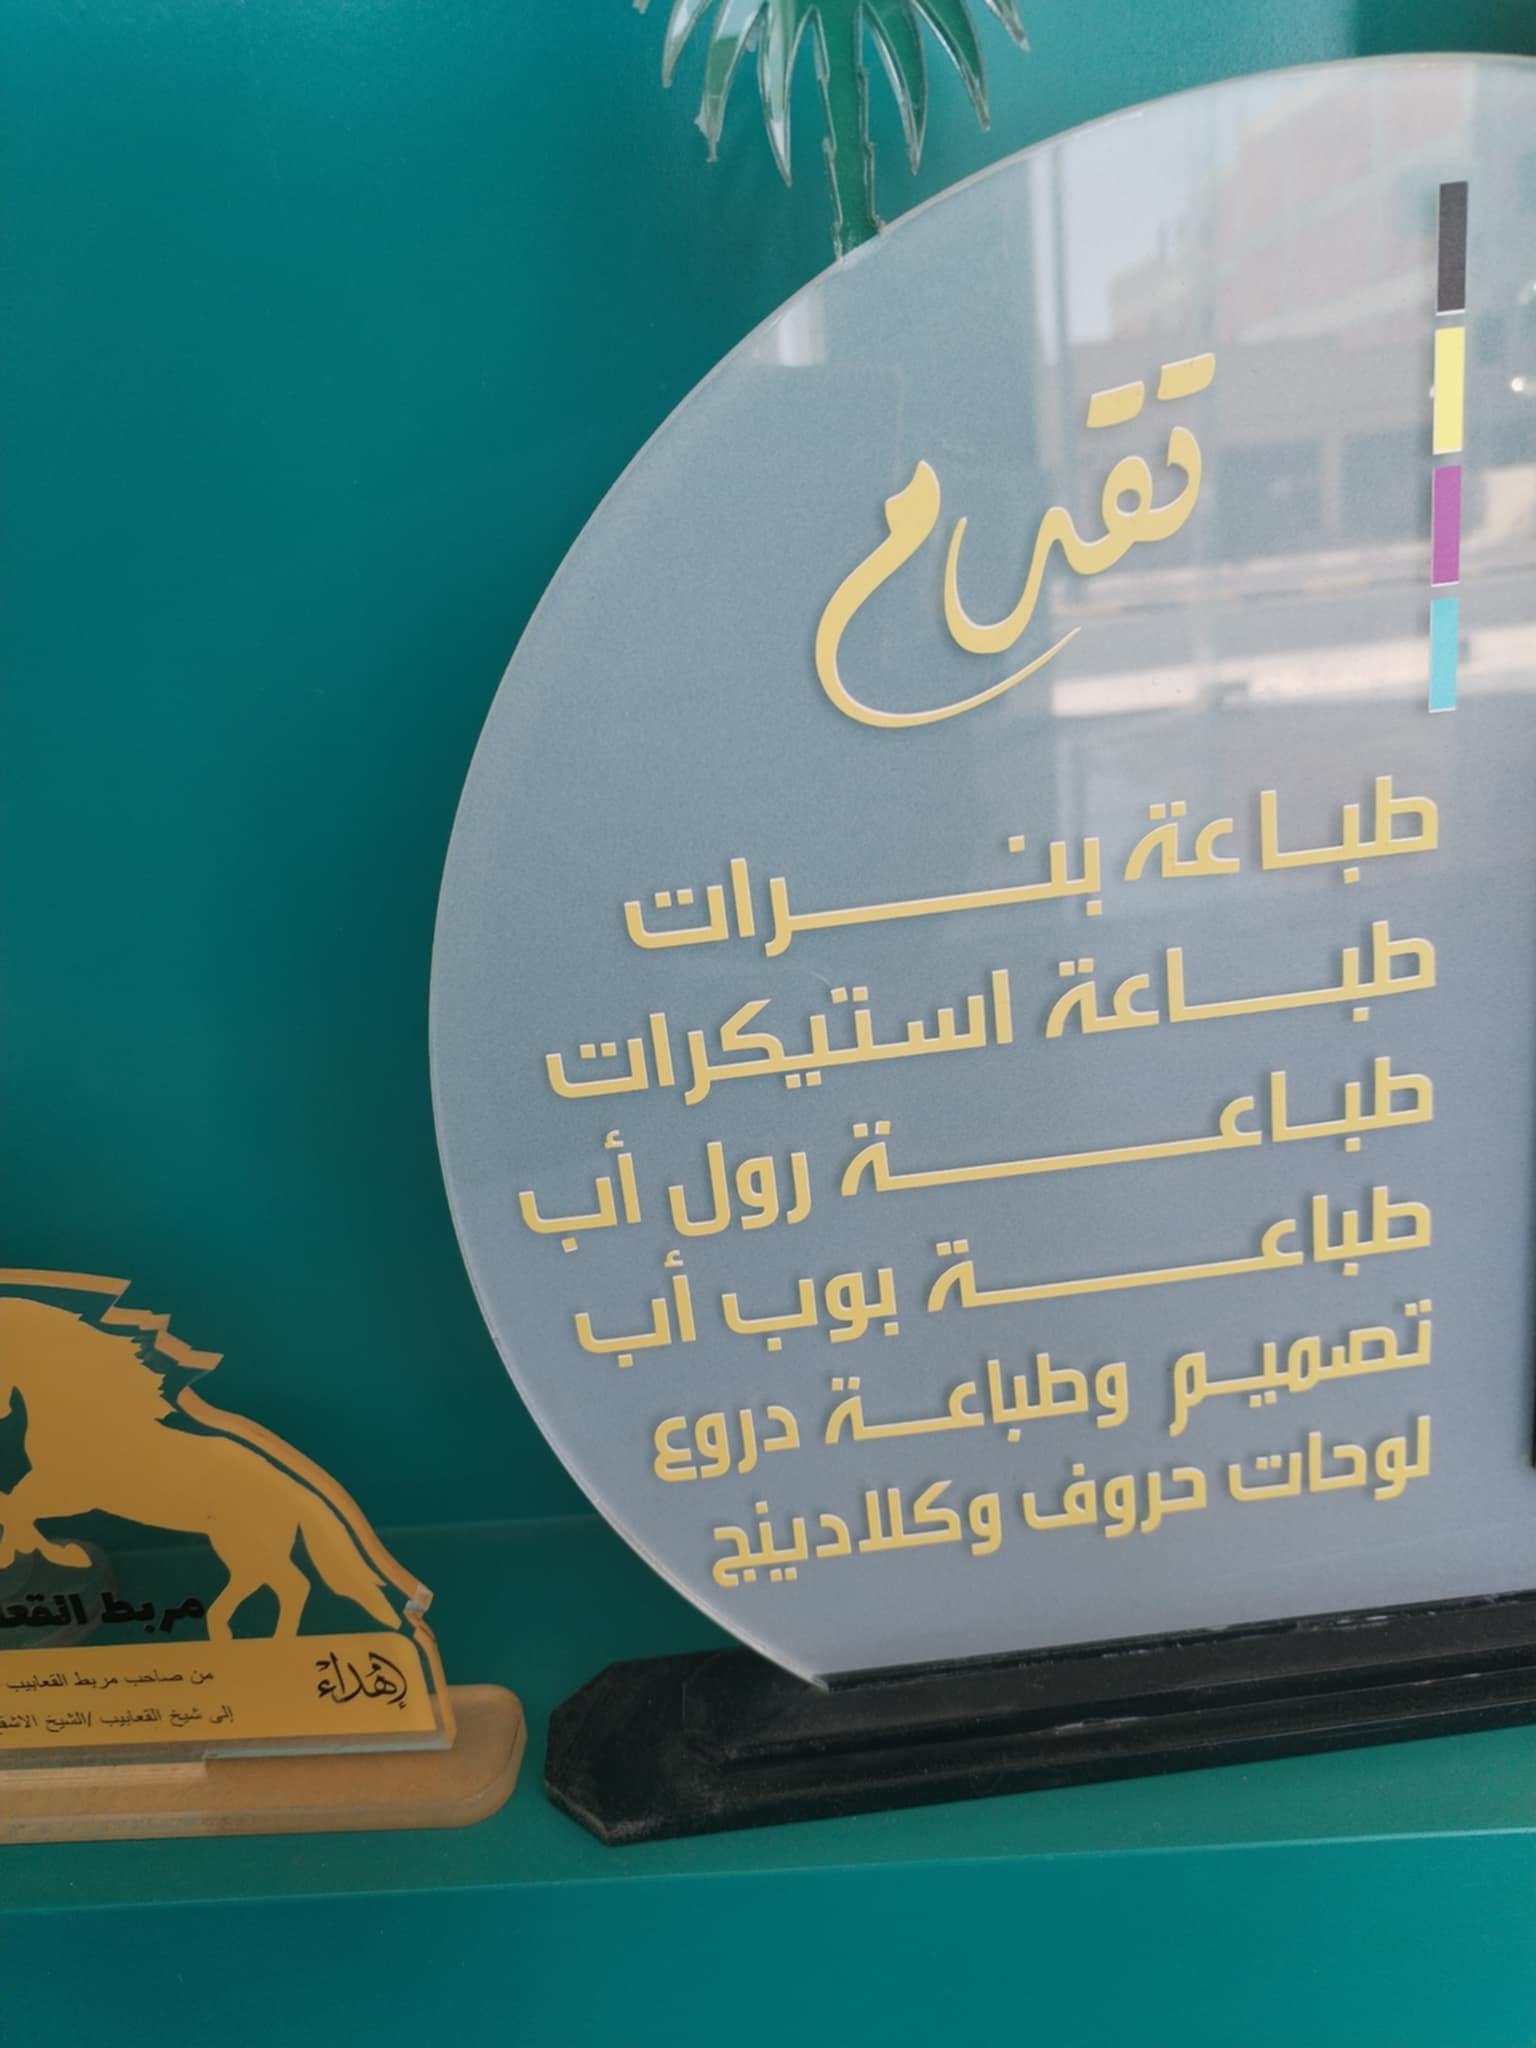 تقدم
طباعة بنرات
طباعة استيكرات
طباعة رول أب
طباعة بوب أب
تصميم وطباعة دروع
لوحات حروف وكلادينج
مربط
إهداء
من صاحب مربط القعابيب
إلى شيخ القعابيب /الشيخ